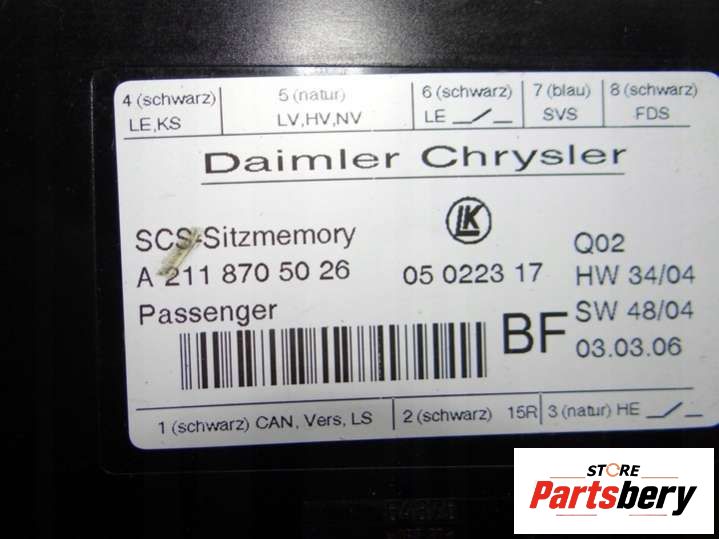 4 (schwarz) 5 (natur) 6 (schwarz) 7 (blau) 8 (schwarz)
LE,KS LV,HV,NV LE SVS FDS
Daimler Chrysler
LK
SCS-Sitzmemory Q02
A 211 870 50 26 05 0223 17 HW 34/04
Passenger BF SW 48/04
03.03.06
1 (schwarz) CAN, Vers, LS 2 (schwarz) 15R 3 (natur) HE
STORE
Partsbery